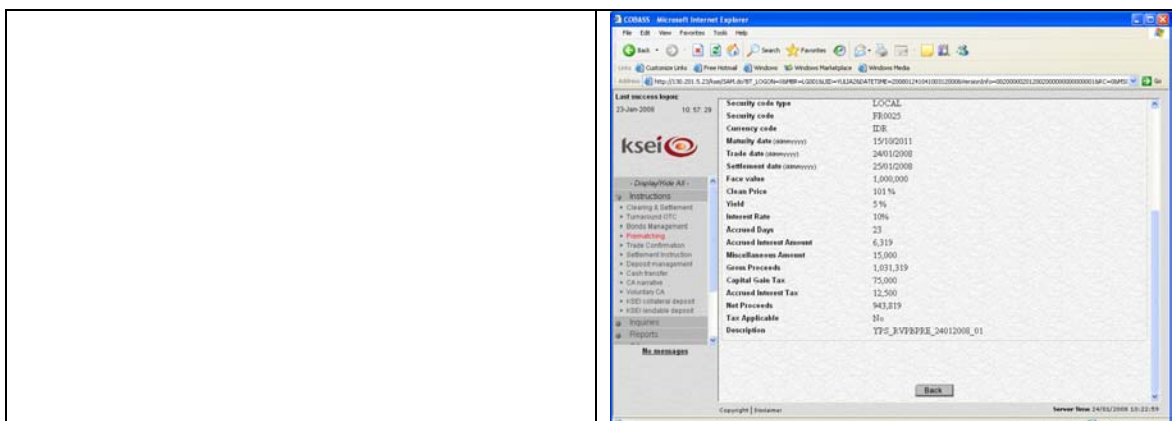 COBASS - Microsoft Internet Explorer
File Edit View Favorites Tools Help
Back Search Favorites
Links Customize Links Free Hotmail Windows Windows Marketplace Windows Media
Address Go
Last success logon:
23-Jan-2008 10:57:29
ksei
- Display/Hide All -
Instructions
Clearing & Settlement
Turnaround OTC
Bonds Management
Prematching
Trade Confirmation
Settlement Instruction
Deposit management
Cash transfer
CA narrative
Voluntary CA
KSEI collateral deposit
KSEI lendable deposit
Inquiries
Reports
No messages
Security code type LOCAL
Security code FR0025
Currency code IDR
Maturity date (ddmmyyyy) 15/10/2011
Trade date (ddmmyyyy) 24/01/2008
Settlement date (ddmmyyyy) 25/01/2008
Face value 1,000,000
Clean Price 101 %
Yield 5 %
Interest Rate 10%
Accrued Days 23
Accrued Interest Amount 6,319
Miscellaneous Amount 15,000
Gross Proceeds 1,031,319
Capital Gain Tax 75,000
Accrued Interest Tax 12,500
Net Proceeds 943,819
Tax Applicable No
Description YPS_RVPBPRE_24012008_01
Back
Copyright | Disclaimer Server Time 24/01/2008 10:22:59